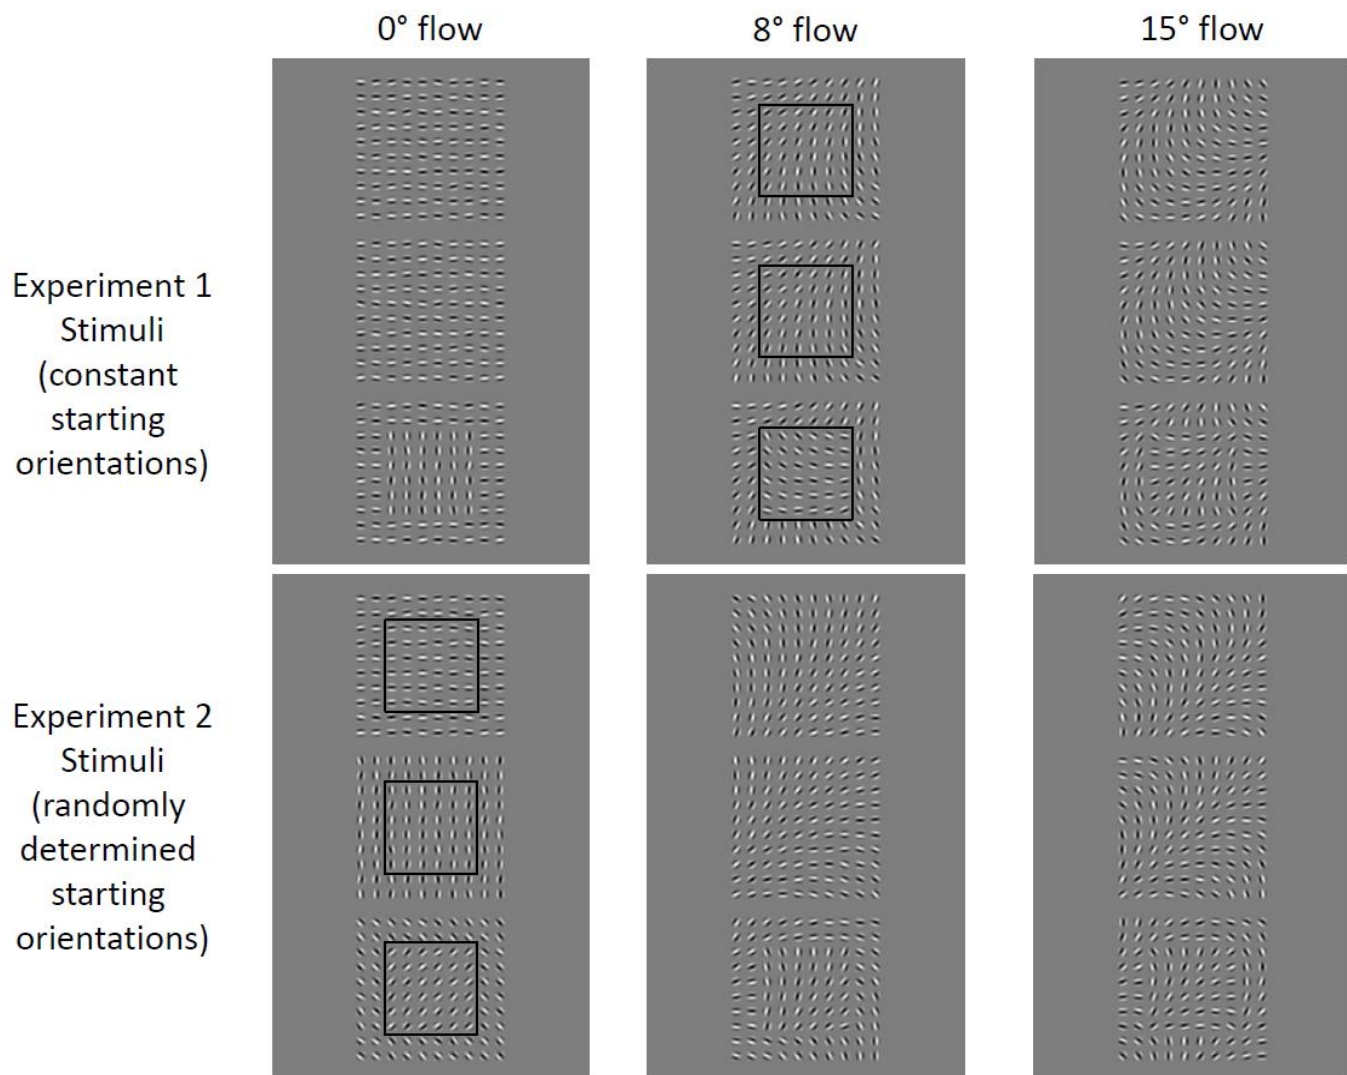 0° flow
8° flow
15° flow
Experiment 1
Stimuli
(constant
starting
orientations)
Experiment 2
Stimuli
(randomly
determined
starting
orientations)